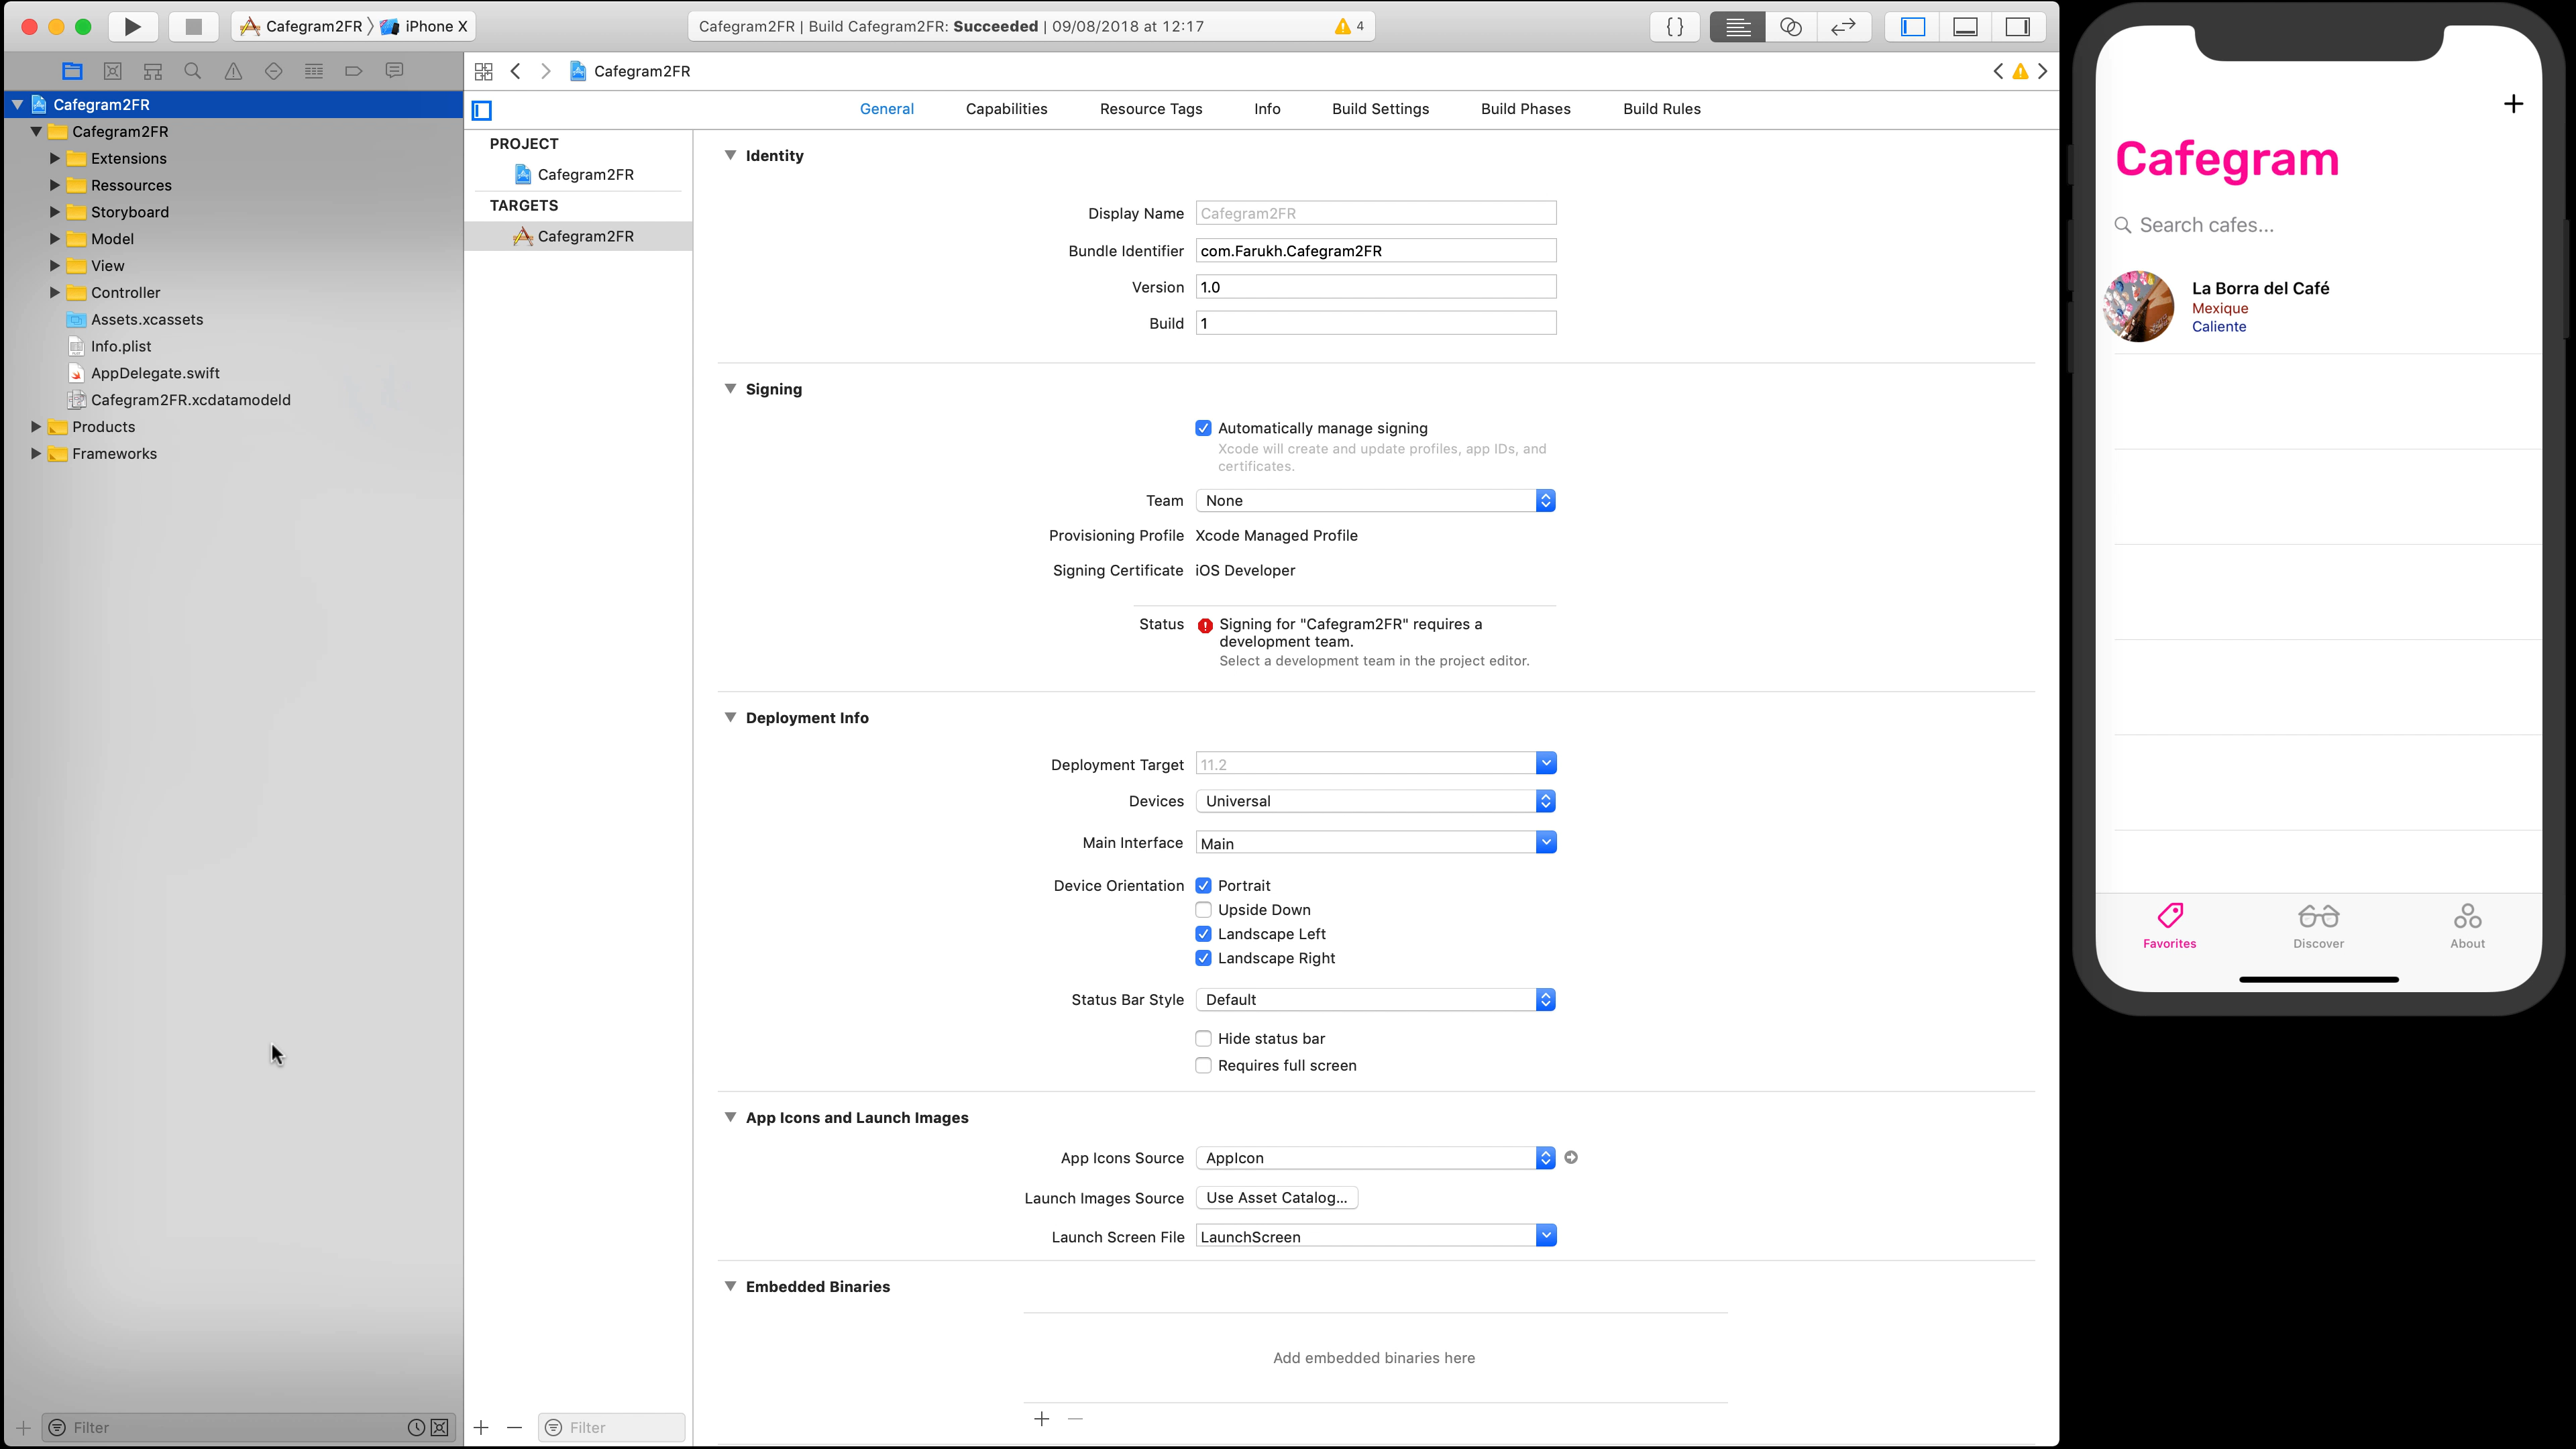 Cafegram2FR 〉 iPhone X
Cafegram2FR | Build Cafegram2FR: Succeeded | 09/08/2018 at 12:17
4
{ }
Cafegram2FR
Cafegram2FR
Cafegram2FR
Extensions
Ressources
Storyboard
Model
View
Controller
Assets.xcassets
Info.plist
AppDelegate.swift
Cafegram2FR.xcdatamodeld
Products
Frameworks
Filter
General Capabilities Resource Tags Info Build Settings Build Phases Build Rules
PROJECT
Cafegram2FR
TARGETS
Cafegram2FR
Filter
Identity
Display Name Cafegram2FR
Bundle Identifier com.Farukh.Cafegram2FR
Version 1.0
Build 1
Signing
Automatically manage signing
Xcode will create and update profiles, app IDs, and
certificates.
Team None
Provisioning Profile Xcode Managed Profile
Signing Certificate iOS Developer
Status Signing for "Cafegram2FR" requires a
development team.
Select a development team in the project editor.
Deployment Info
Deployment Target 11.2
Devices Universal
Main Interface Main
Device Orientation Portrait
Upside Down
Landscape Left
Landscape Right
Status Bar Style Default
Hide status bar
Requires full screen
App Icons and Launch Images
App Icons Source AppIcon
Launch Images Source Use Asset Catalog...
Launch Screen File LaunchScreen
Embedded Binaries
Add embedded binaries here
Cafegram
Search cafes...
La Borra del Café
Mexique
Caliente
Favorites Discover About